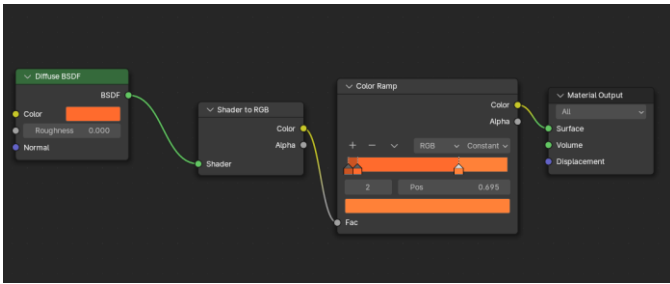 Diffuse BSDF
BSDF
Color
Roughness 0.000
Normal
Shader to RGB
Color
Alpha
Shader
Color Ramp
Color
Alpha
+ − RGB Constant
2 Pos 0.695
Fac
Material Output
All
Surface
Volume
Displacement